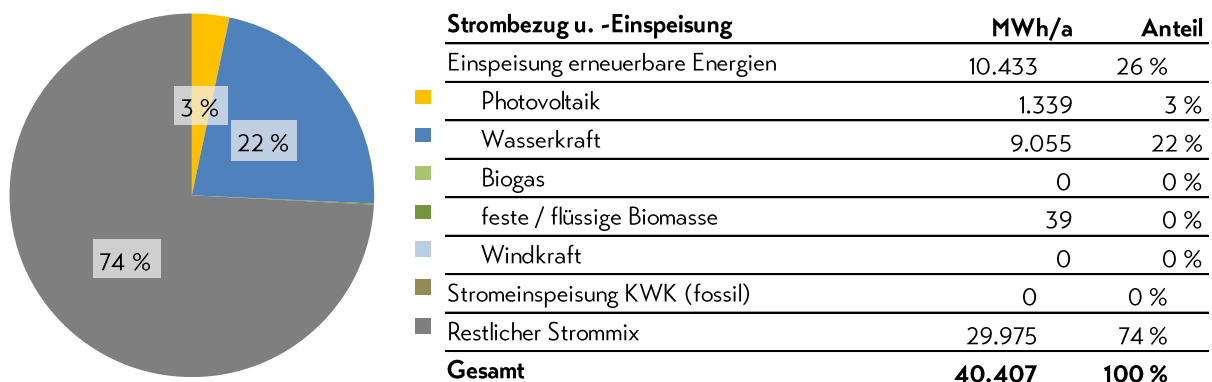 3 %
22 %
74 %
Strombezug u. -Einspeisung MWh/a Anteil
Einspeisung erneuerbare Energien 10.433 26 %
Photovoltaik 1.339 3 %
Wasserkraft 9.055 22 %
Biogas 0 0 %
feste / flüssige Biomasse 39 0 %
Windkraft 0 0 %
Stromeinspeisung KWK (fossil) 0 0 %
Restlicher Strommix 29.975 74 %
Gesamt 40.407 100 %